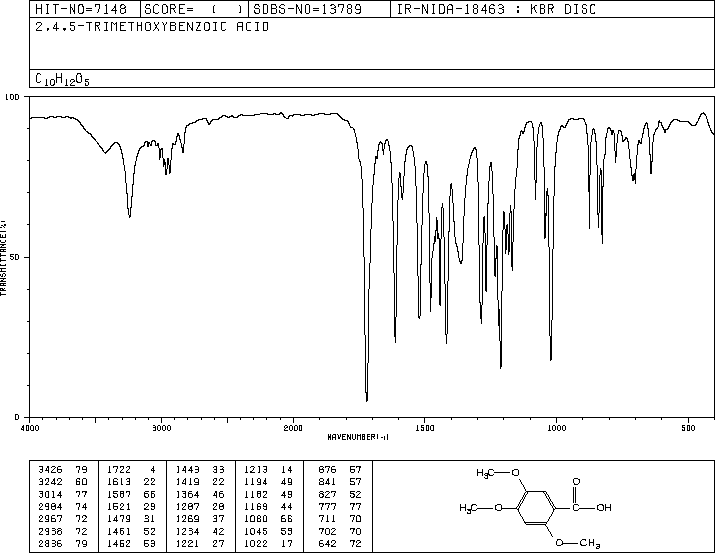 HIT-NO=7148 SCORE= ( ) SDBS-NO=13789 IR-NIDA-18463 : KBR DISC
2,4,5-TRIMETHOXYBENZOIC ACID
C10H12O5
100
50
0
TRANSMITTANCE(%)
4000 3000 2000 1500 1000 500
WAVENUMBER(-1)
3426 79 1722 4 1443 33 1213 14 876 57
3242 60 1613 22 1419 22 1194 49 841 57
3014 77 1587 66 1364 46 1182 49 827 52
2984 74 1521 29 1287 28 1169 44 777 77
2967 72 1479 31 1269 37 1080 66 711 70
2938 72 1461 52 1234 42 1045 53 702 70
2836 79 1452 53 1221 27 1022 17 642 72
H3C O
O
H3C O OH
O CH3